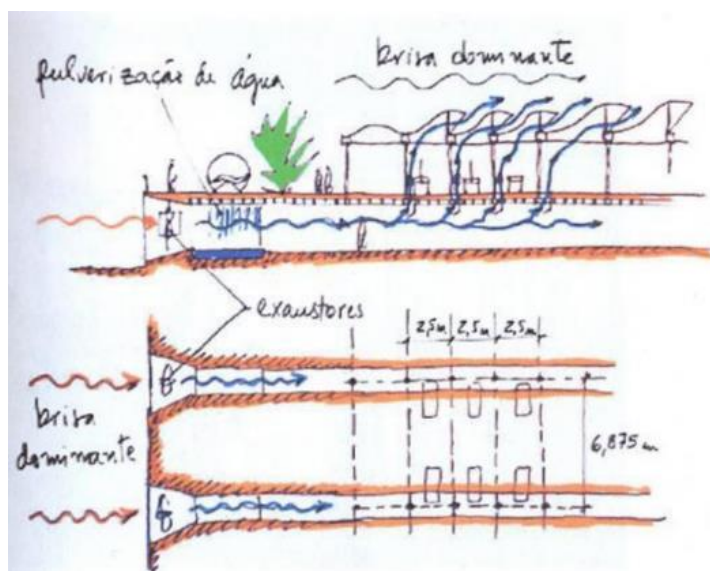 brisa dominante
pulverização de água
exaustores
2,5m 2,5m 2,5m
brisa
dominante
6,875m